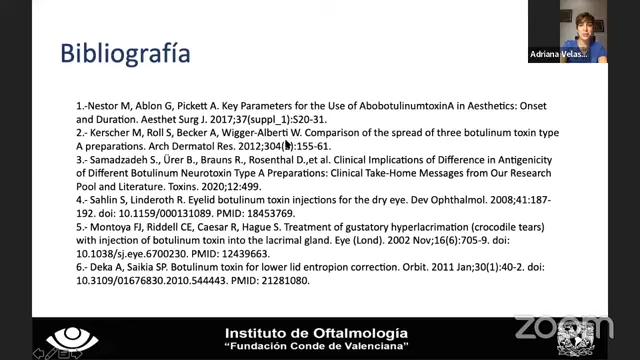 Adriana Velas...
Bibliografía
1.-Nestor M, Ablon G, Pickett A. Key Parameters for the Use of AbobotulinumtoxinA in Aesthetics: Onset
and Duration. Aesthet Surg J. 2017;37(suppl_1):S20-31.
2.- Kerscher M, Roll S, Becker A, Wigger-Alberti W. Comparison of the spread of three botulinum toxin type
A preparations. Arch Dermatol Res. 2012;304():155-61.
3.- Samadzadeh S., Ürer B., Brauns R., Rosenthal D.,et al. Clinical Implications of Difference in Antigenicity
of Different Botulinum Neurotoxin Type A Preparations: Clinical Take-Home Messages from Our Research
Pool and Literature. Toxins. 2020;12:499.
4.- Sahlin S, Linderoth R. Eyelid botulinum toxin injections for the dry eye. Dev Ophthalmol. 2008;41:187-
192. doi: 10.1159/000131089. PMID: 18453769.
5.- Montoya FJ, Riddell CE, Caesar R, Hague S. Treatment of gustatory hyperlacrimation (crocodile tears)
with injection of botulinum toxin into the lacrimal gland. Eye (Lond). 2002 Nov;16(6):705-9. doi:
10.1038/sj.eye.6700230. PMID: 12439663.
6.- Deka A, Saikia SP. Botulinum toxin for lower lid entropion correction. Orbit. 2011 Jan;30(1):40-2. doi:
10.3109/01676830.2010.544443. PMID: 21281080.
zoom
Instituto de Oftalmología
“Fundación Conde de Valenciana”